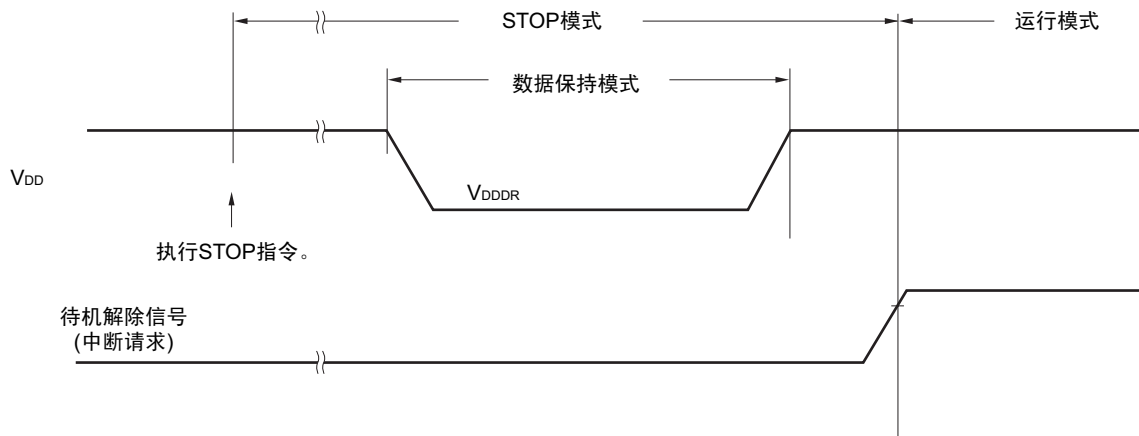 STOP模式
运行模式
数据保持模式
VDD
VDDDR
执行STOP指令。
待机解除信号
(中断请求)